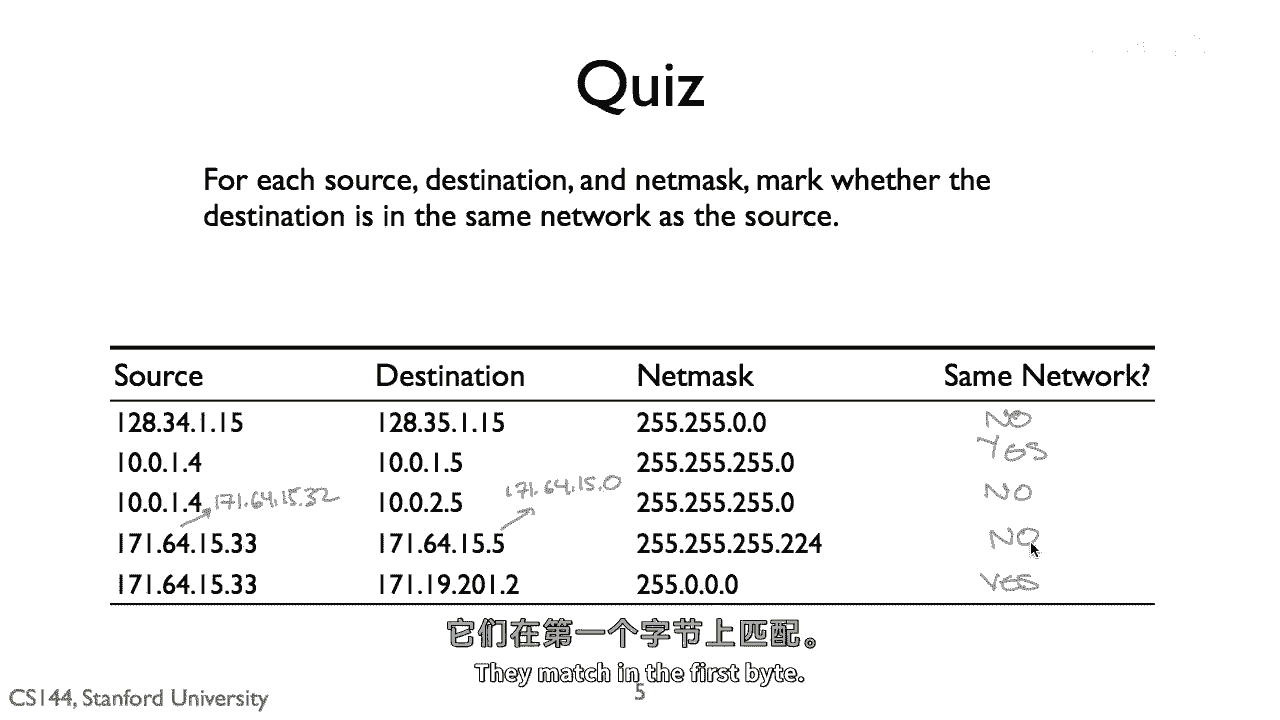 Quiz
For each source, destination, and netmask, mark whether the
destination is in the same network as the source.
Source Destination Netmask Same Network?
128.34.1.15 128.35.1.15 255.255.0.0 NO
10.0.1.4 10.0.1.5 255.255.255.0 YES
10.0.1.4 171.64.15.32 10.0.2.5 171.64.15.0 255.255.255.0 NO
171.64.15.33 171.64.15.5 255.255.255.224 NO
171.64.15.33 171.19.201.2 255.0.0.0 YES
它们在第一个字节上匹配。
They match in the first byte.
5
CS144, Stanford University